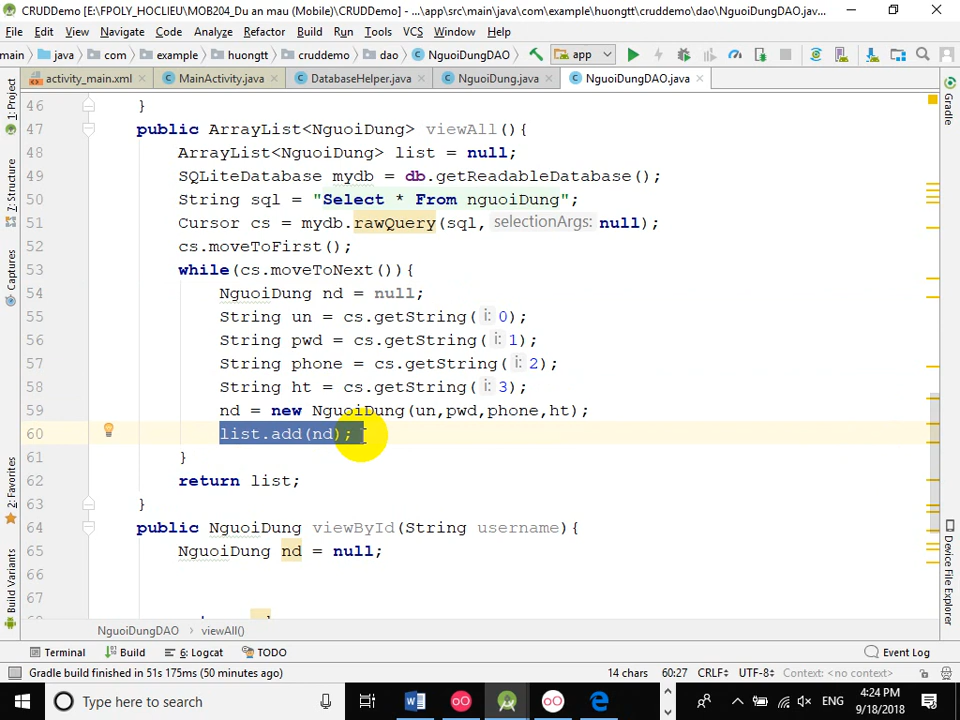 CRUDDemo [E:\FPOLY_HOCLIEU\MOB204_Du an mau (Mobile)\CRUDDemo] - ...\app\src\main\java\com\example\huongtt\cruddemo\dao\NguoiDungDAO.jav...
File Edit View Navigate Code Analyze Refactor Build Run Tools VCS Window Help
main java com example huongtt cruddemo dao NguoiDungDAO app
activity_main.xml MainActivity.java DatabaseHelper.java NguoiDung.java NguoiDungDAO.java
1: Project
7: Structure
Captures
2: Favorites
Build Variants
46 }
47 public ArrayList<NguoiDung> viewAll(){
48 ArrayList<NguoiDung> list = null;
49 SQLiteDatabase mydb = db.getReadableDatabase();
50 String sql = "Select * From nguoiDung";
51 Cursor cs = mydb.rawQuery(sql, selectionArgs: null);
52 cs.moveToFirst();
53 while(cs.moveToNext()){
54 NguoiDung nd = null;
55 String un = cs.getString( i: 0);
56 String pwd = cs.getString( i: 1);
57 String phone = cs.getString( i: 2);
58 String ht = cs.getString( i: 3);
59 nd = new NguoiDung(un,pwd,phone,ht);
60 list.add(nd);
61 }
62 return list;
63 }
64 public NguoiDung viewById(String username){
65 NguoiDung nd = null;
66
67
Gradle
Device File Explorer
NguoiDungDAO viewAll()
Terminal Build 6: Logcat TODO Event Log
Gradle build finished in 51s 175ms (50 minutes ago) 14 chars 60:27 CRLF UTF-8 Context: <no context>
Type here to search
ENG
4:24 PM
9/18/2018